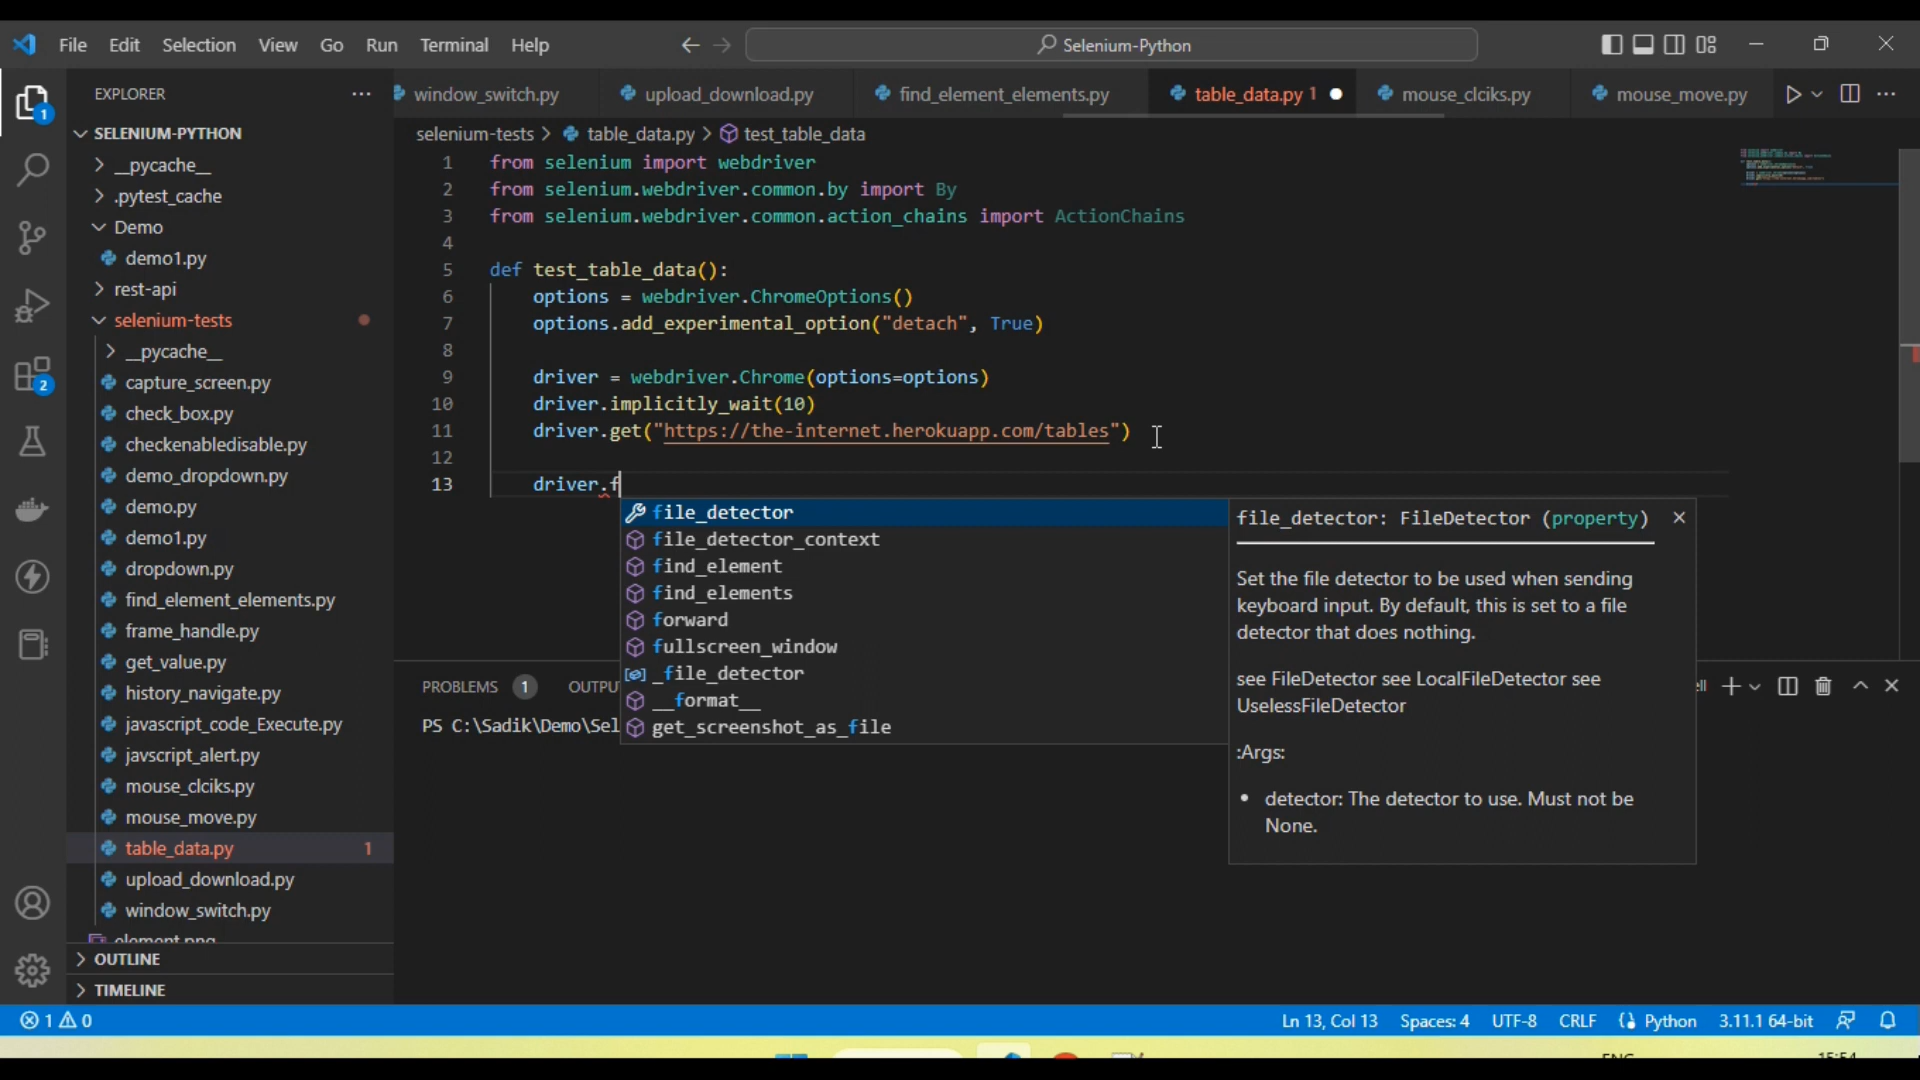 File Edit Selection View Go Run Terminal Help
Selenium-Python
EXPLORER
window_switch.py upload_download.py find_element_elements.py table_data.py 1 mouse_clciks.py mouse_move.py
SELENIUM-PYTHON
__pycache__
.pytest_cache
Demo
demo1.py
rest-api
selenium-tests
__pycache__
capture_screen.py
check_box.py
checkenabledisable.py
demo_dropdown.py
demo.py
demo1.py
dropdown.py
find_element_elements.py
frame_handle.py
get_value.py
history_navigate.py
javascript_code_Execute.py
javscript_alert.py
mouse_clciks.py
mouse_move.py
table_data.py 1
upload_download.py
window_switch.py
element.png
OUTLINE
TIMELINE
1
2
selenium-tests > table_data.py > test_table_data
1 from selenium import webdriver
2 from selenium.webdriver.common.by import By
3 from selenium.webdriver.common.action_chains import ActionChains
4
5 def test_table_data():
6 options = webdriver.ChromeOptions()
7 options.add_experimental_option("detach", True)
8
9 driver = webdriver.Chrome(options=options)
10 driver.implicitly_wait(10)
11 driver.get("https://the-internet.herokuapp.com/tables")
12
13 driver.f
file_detector
file_detector_context
find_element
find_elements
forward
fullscreen_window
_file_detector
__format__
get_screenshot_as_file
file_detector: FileDetector (property)
Set the file detector to be used when sending
keyboard input. By default, this is set to a file
detector that does nothing.
see FileDetector see LocalFileDetector see
UselessFileDetector
:Args:
• detector: The detector to use. Must not be
None.
PROBLEMS 1 OUTPU
PS C:\Sadik\Demo\Sel
1 0
Ln 13, Col 13 Spaces: 4 UTF-8 CRLF Python 3.11.1 64-bit